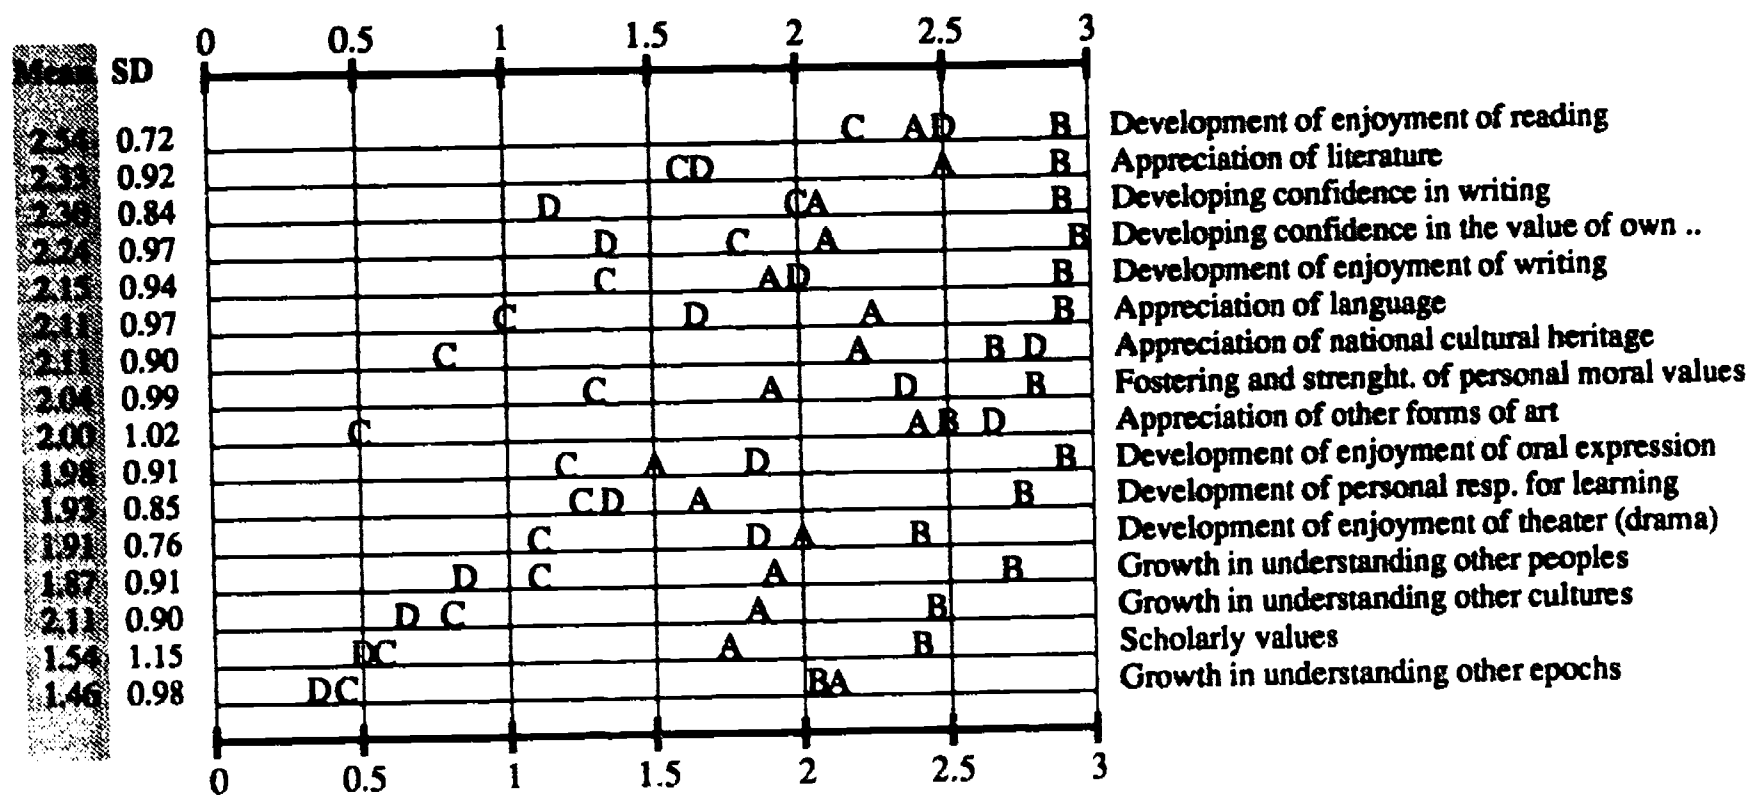 0 0.5 1 1.5 2 2.5 3
Mean SD
2.54 0.72 C A D B Development of enjoyment of reading
2.33 0.92 C D A B Appreciation of literature
2.30 0.84 D C A B Developing confidence in writing
2.24 0.97 D C A B Developing confidence in the value of own ..
2.15 0.94 C A D B Development of enjoyment of writing
2.11 0.97 C D A B Appreciation of language
2.11 0.90 C A B D Appreciation of national cultural heritage
2.04 0.99 C A D B Fostering and strenght. of personal moral values
2.00 1.02 C A B D Appreciation of other forms of art
1.98 0.91 C A D B Development of enjoyment of oral expression
1.93 0.85 C D A B Development of personal resp. for learning
1.91 0.76 C D A B Development of enjoyment of theater (drama)
1.87 0.91 D C A B Growth in understanding other peoples
2.11 0.90 D C A B Growth in understanding other cultures
1.54 1.15 D C A B Scholarly values
1.46 0.98 D C B A Growth in understanding other epochs
0 0.5 1 1.5 2 2.5 3